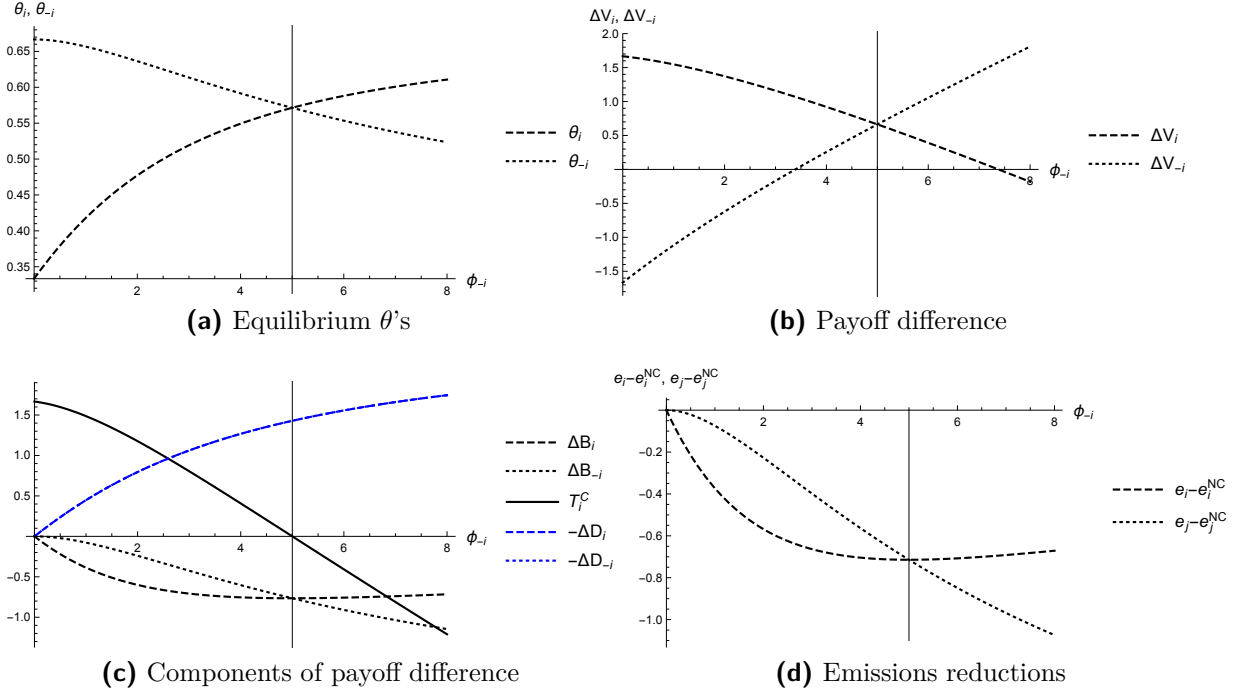 θi, θ−i
0.65
0.60
0.55
0.50
0.45
0.40
0.35
2 4 6 8
ϕ−i
θi
θ−i
(a) Equilibrium θ's
ΔVi, ΔV−i
2.0
1.5
1.0
0.5
−0.5
−1.0
−1.5
2 4 6 8
ϕ−i
ΔVi
ΔV−i
(b) Payoff difference
1.5
1.0
0.5
−0.5
−1.0
2 4 6 8
ϕ−i
ΔBi
ΔB−i
TiC
−ΔDi
−ΔD−i
(c) Components of payoff difference
ei−eiNC, ej−ejNC
−0.2
−0.4
−0.6
−0.8
−1.0
2 4 6 8
ϕ−i
ei−eiNC
ej−ejNC
(d) Emissions reductions